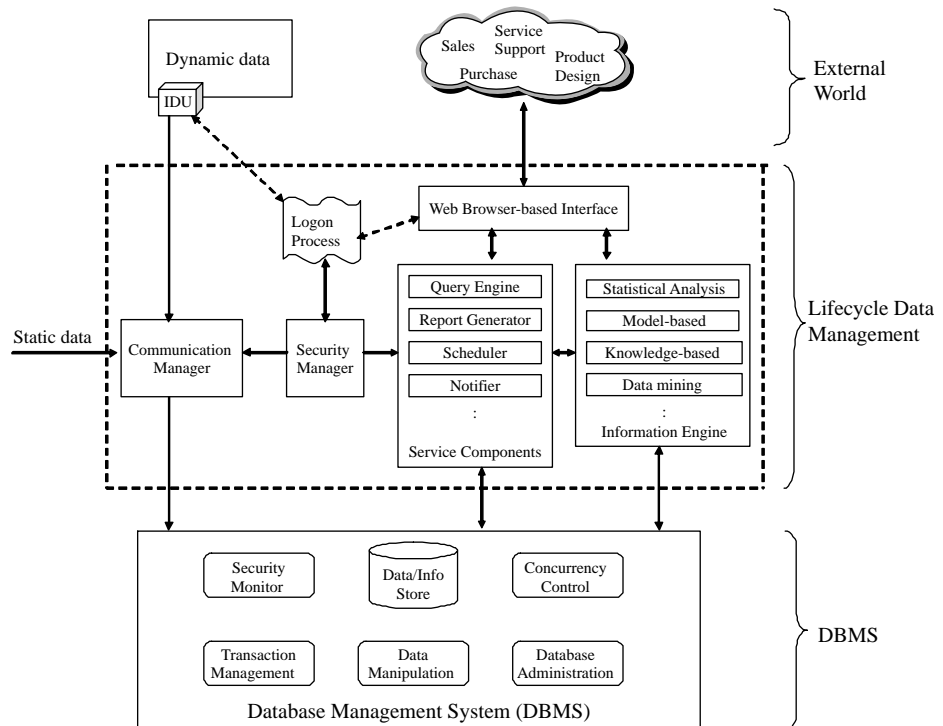 Dynamic data
IDU
Sales
Service
Support
Purchase
Product
Design
External
World
Logon
Process
Web Browser-based Interface
Static data
Communication
Manager
Security
Manager
Query Engine
Report Generator
Scheduler
Notifier
:
Service Components
Statistical Analysis
Model-based
Knowledge-based
Data mining
:
Information Engine
Lifecycle Data
Management
Security
Monitor
Data/Info
Store
Concurrency
Control
Transaction
Management
Data
Manipulation
Database
Administration
Database Management System (DBMS)
DBMS